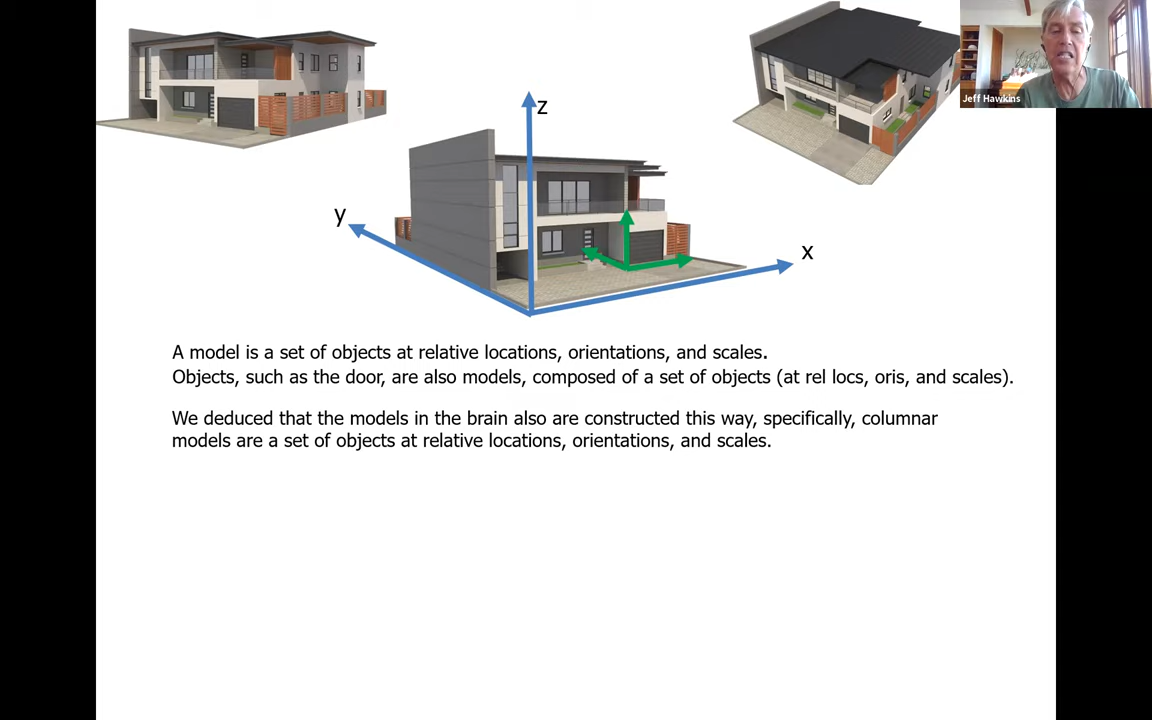 Jeff Hawkins
z
y
x
A model is a set of objects at relative locations, orientations, and scales.
Objects, such as the door, are also models, composed of a set of objects (at rel locs, oris, and scales).
We deduced that the models in the brain also are constructed this way, specifically, columnar
models are a set of objects at relative locations, orientations, and scales.